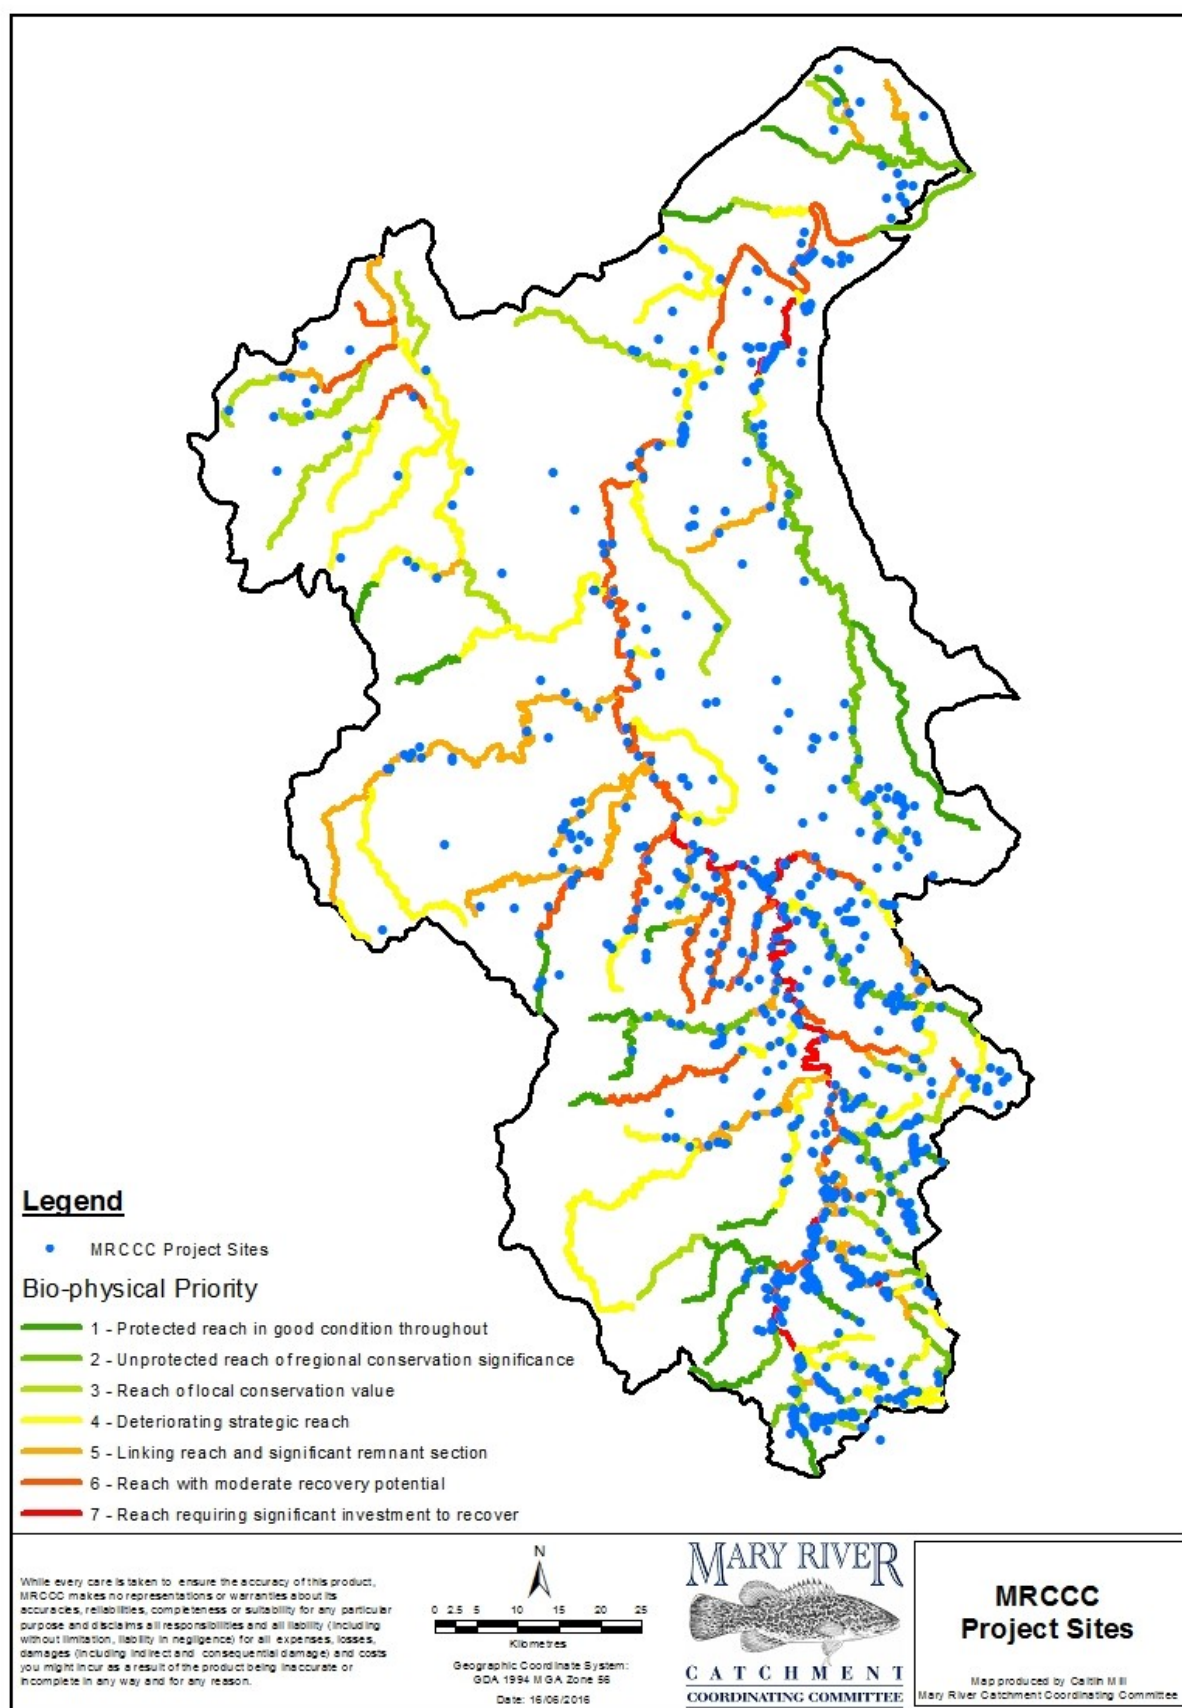 Legend
MRCCC Project Sites
Bio-physical Priority
1 - Protected reach in good condition throughout
2 - Unprotected reach of regional conservation significance
3 - Reach of local conservation value
4 - Deteriorating strategic reach
5 - Linking reach and significant remnant section
6 - Reach with moderate recovery potential
7 - Reach requiring significant investment to recover
While every care is taken to ensure the accuracy of this product,
MRCCC makes no representations or warranties about its
accuracies, reliabilities, completeness or suitability for any particular
purpose and disclaims all responsibilities and all liability (including
without limitation, liability in negligence) for all expenses, losses,
damages (including indirect and consequential damage) and costs
you might incur as a result of the product being inaccurate or
incomplete in any way and for any reason.
N
0 2.5 5 10 15 20 25
Kilometres
Geographic Coordinate System:
GDA 1994 MGA Zone 56
Date: 16/06/2016
MARY RIVER
CATCHMENT
COORDINATING COMMITTEE
MRCCC
Project Sites
Map produced by Caitlin Mill
Mary River Catchment Coordinating Committee